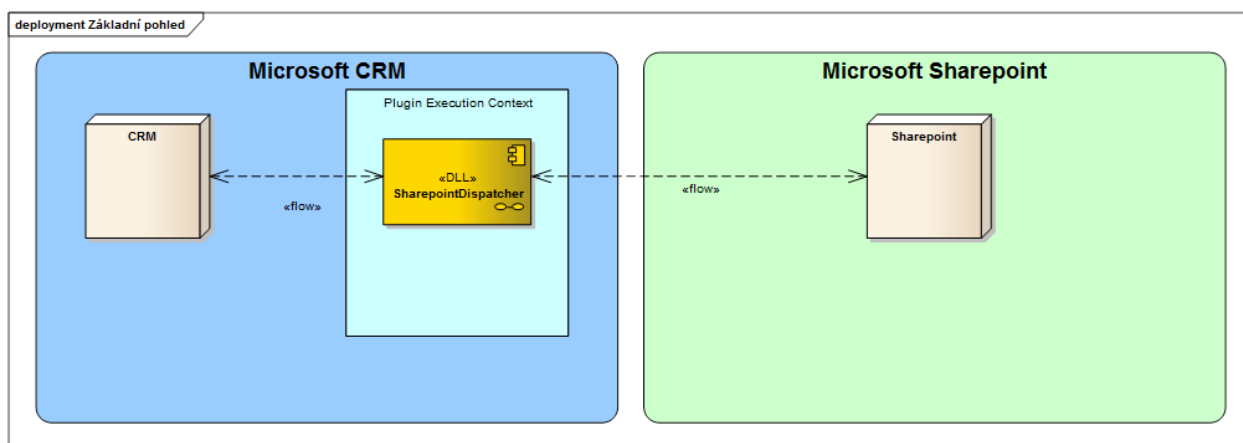 deployment Základní pohled
Microsoft CRM
Microsoft Sharepoint
Plugin Execution Context
CRM
Sharepoint
«DLL»
SharepointDispatcher
«flow»
«flow»